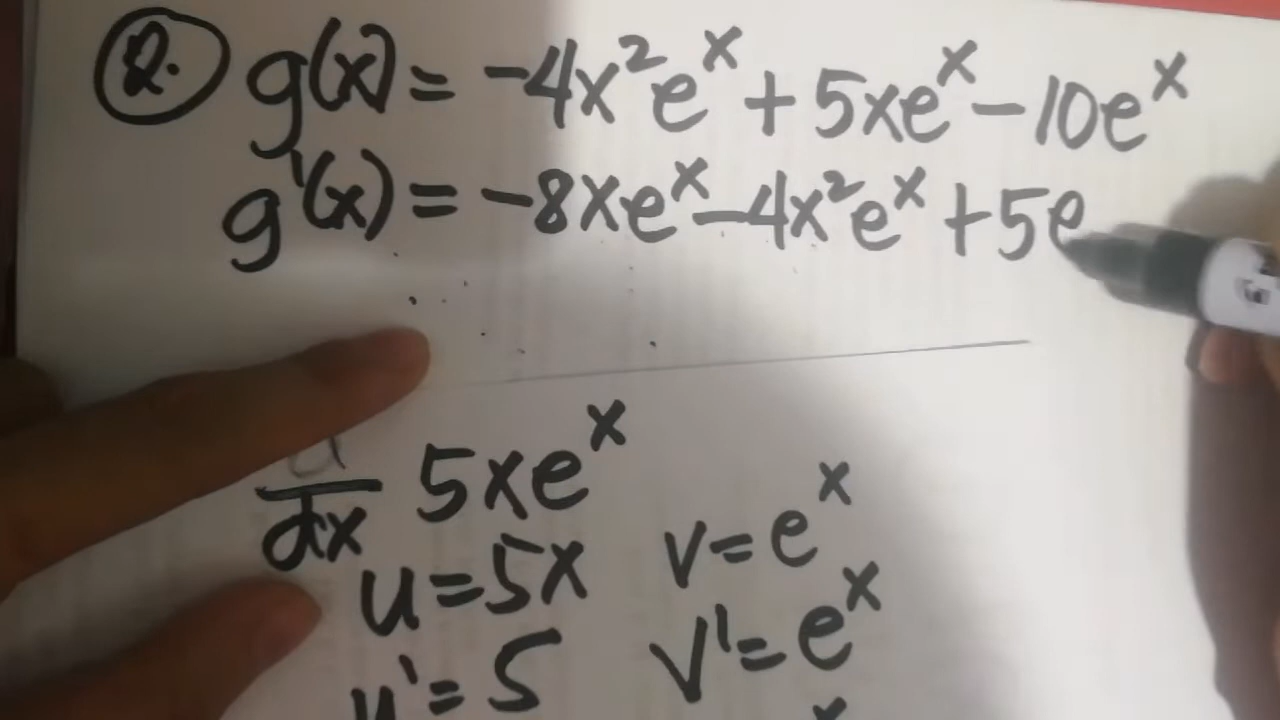 2. g(x) = -4x²eˣ + 5xeˣ - 10eˣ
g'(x) = -8xeˣ - 4x²eˣ + 5e
d/dx 5xeˣ
u = 5x v = eˣ
u' = 5 v' = eˣ
x